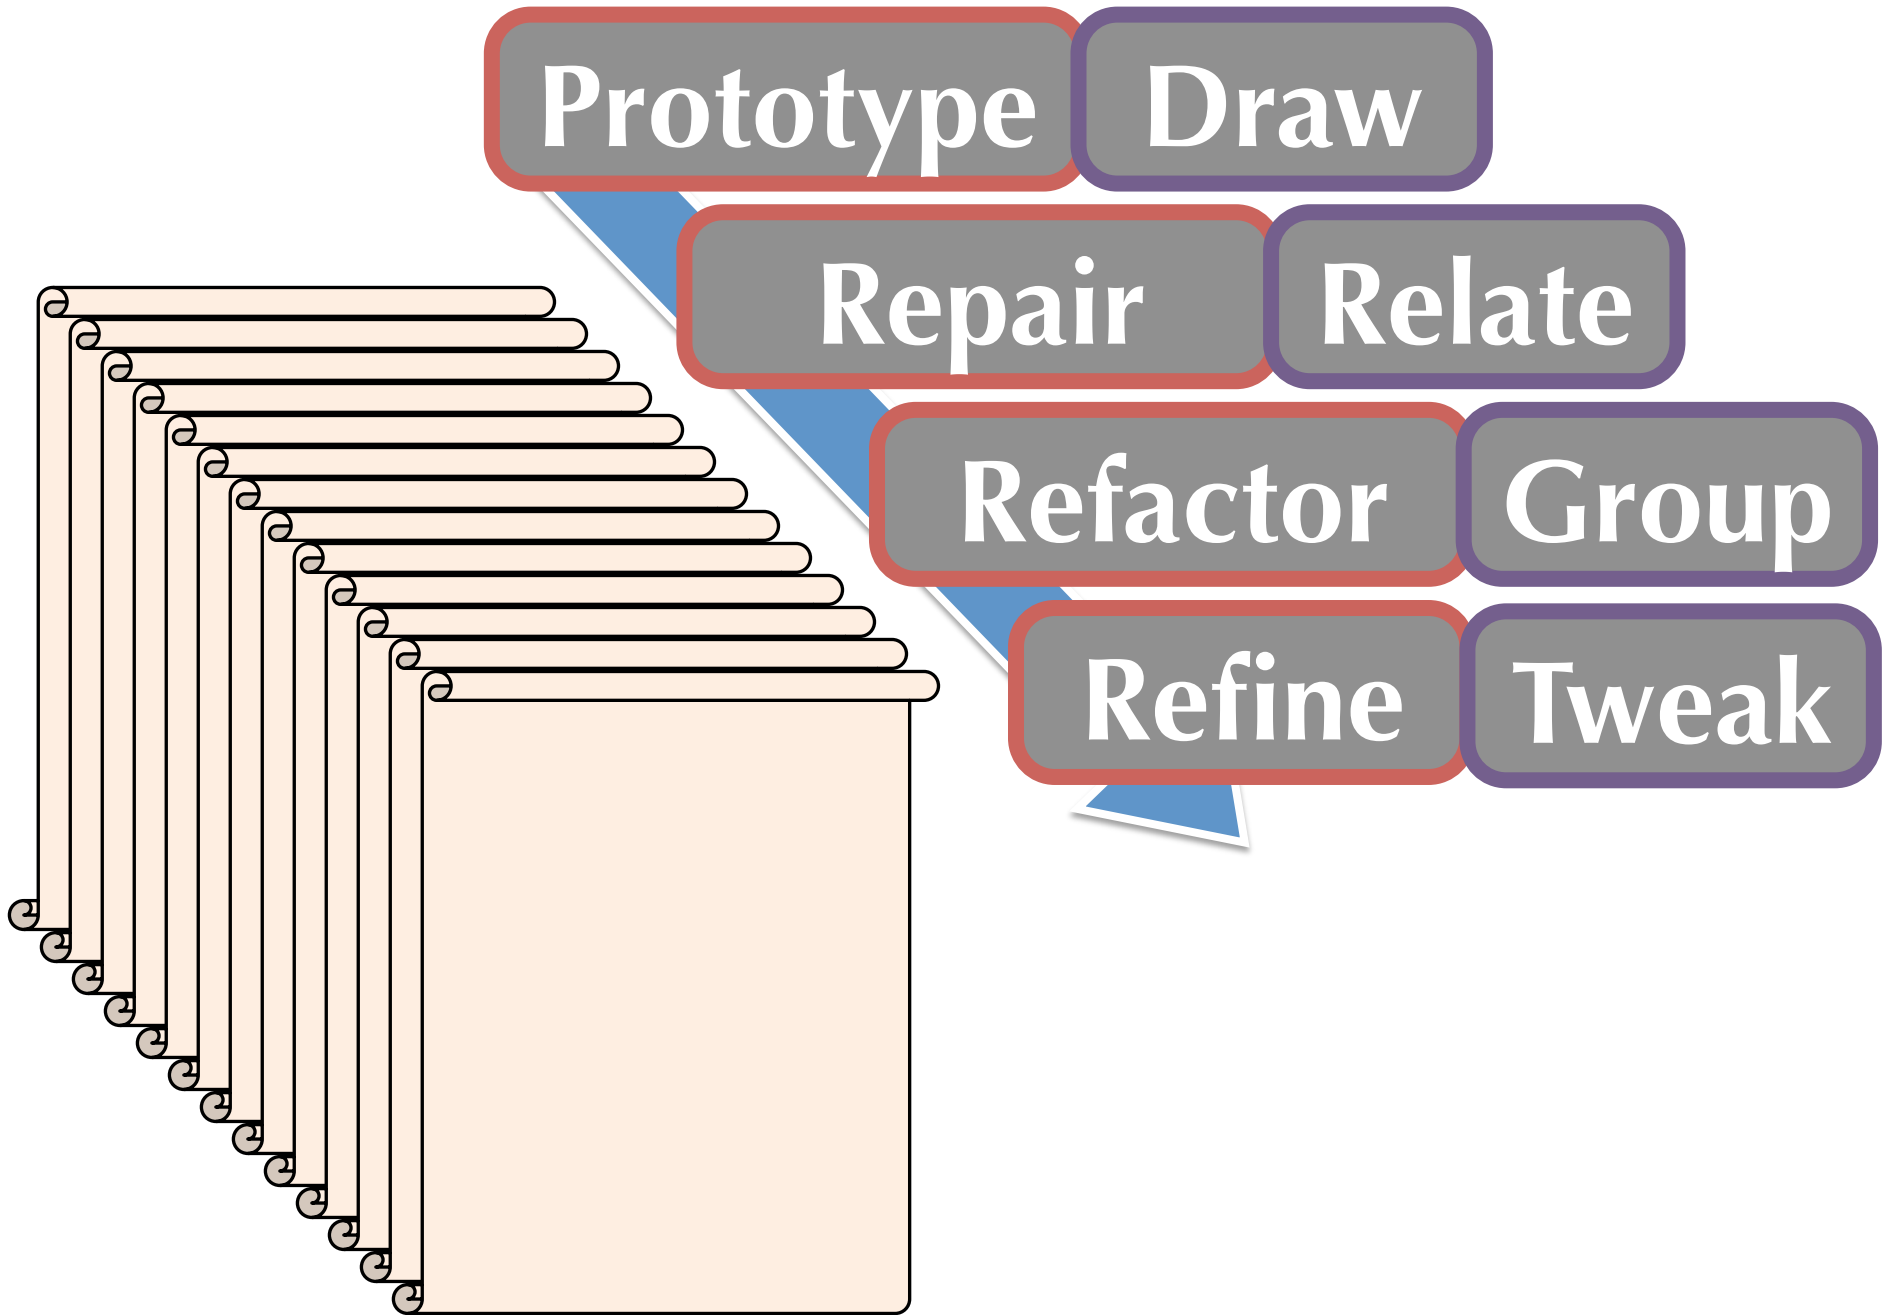 Prototype Draw
Repair Relate
Refactor Group
Refine Tweak